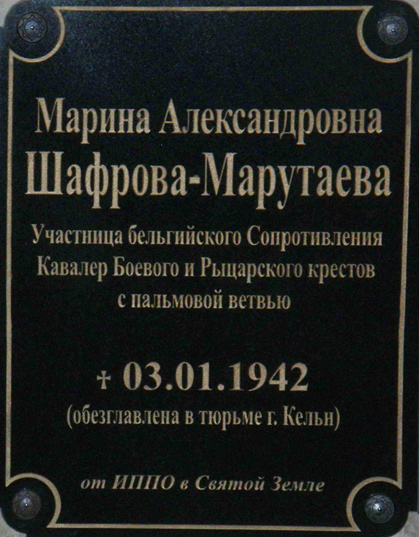 Марина Александровна
Шафрова-Марутаева
Участница бельгийского Сопротивления
Кавалер Боевого и Рыцарского крестов
с пальмовой ветвью
† 03.01.1942
(обезглавлена в тюрьме г. Кельн)
от ИППО в Святой Земле